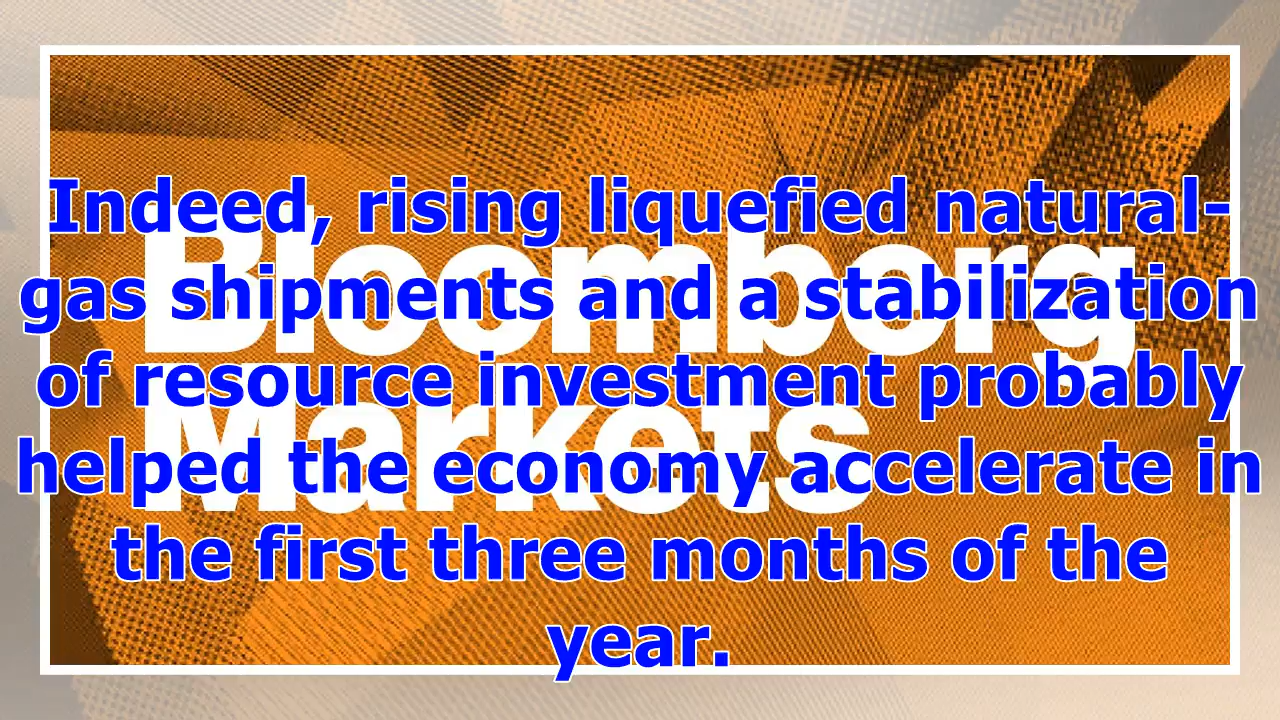 Indeed, rising liquefied natural-
gas shipments and a stabilization
of resource investment probably
helped the economy accelerate in
the first three months of the
year.
Bloomberg
Markets